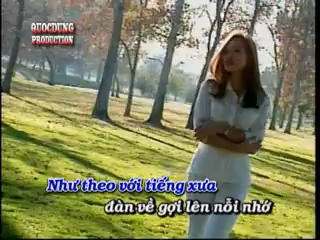 QUOCDUNG
PRODUCTION
Như theo với tiếng xưa
đàn về gợi lên nỗi nhớ